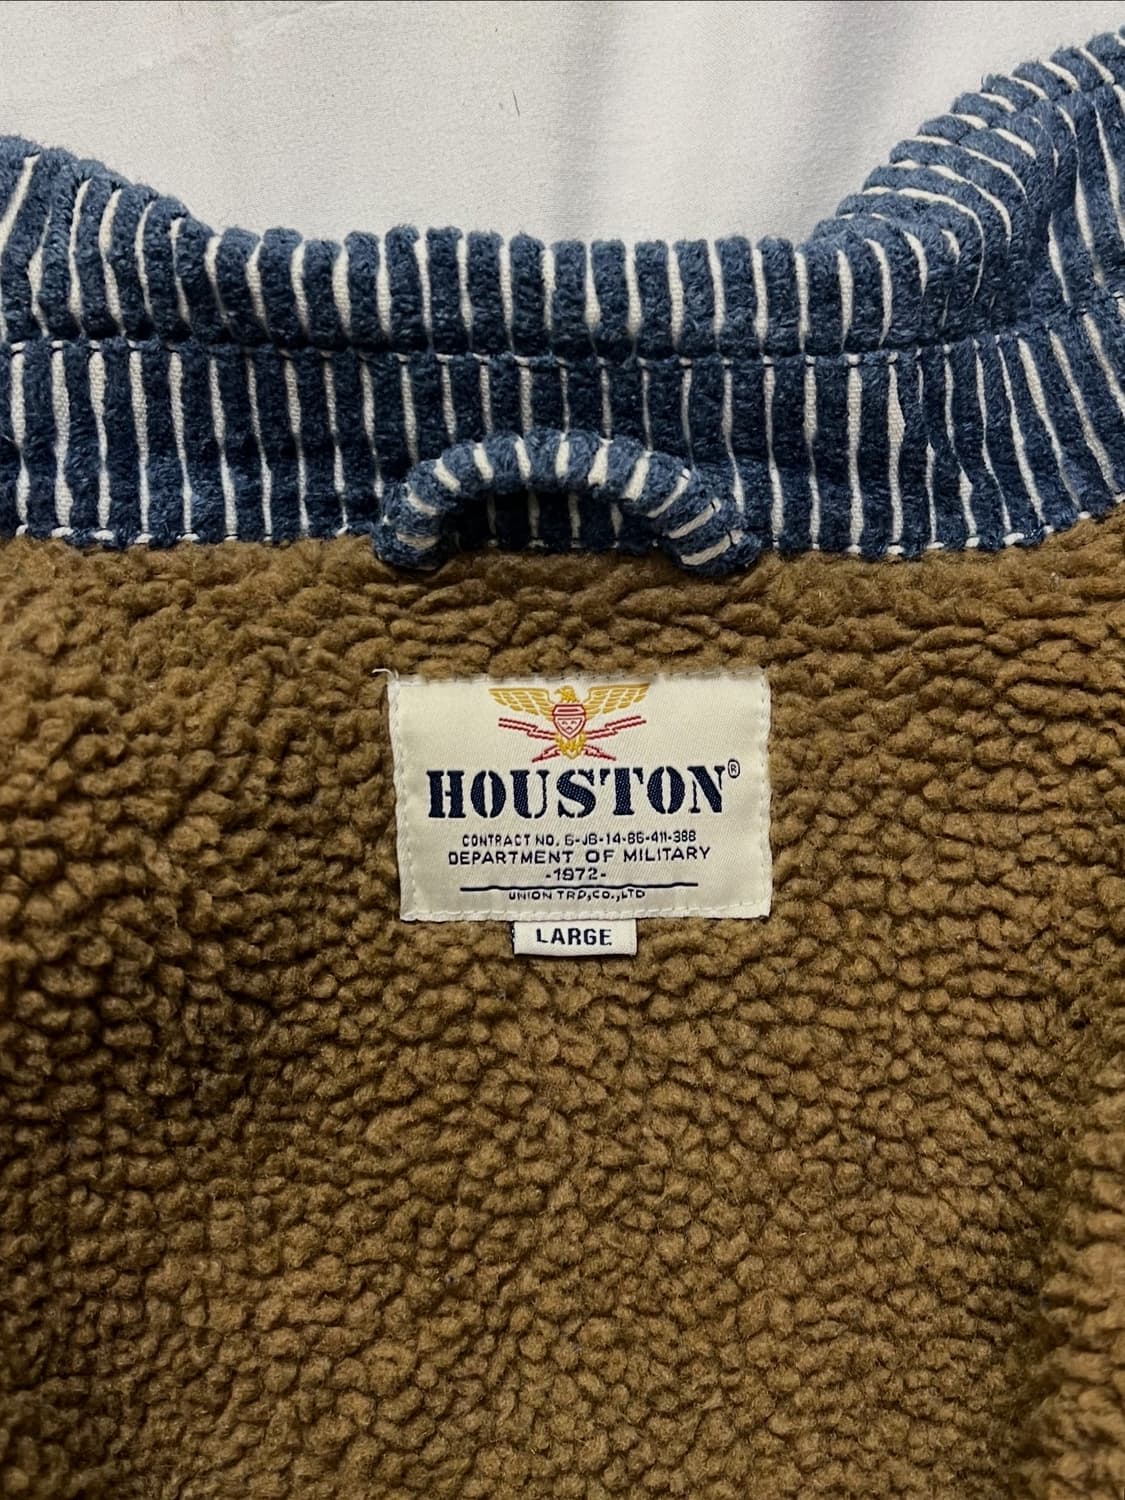 HOUSTON®
CONTRACT NO. 6-JB-14-86-411-388
DEPARTMENT OF MILITARY
-1972-
UNION TRD,CO.,LTD
LARGE